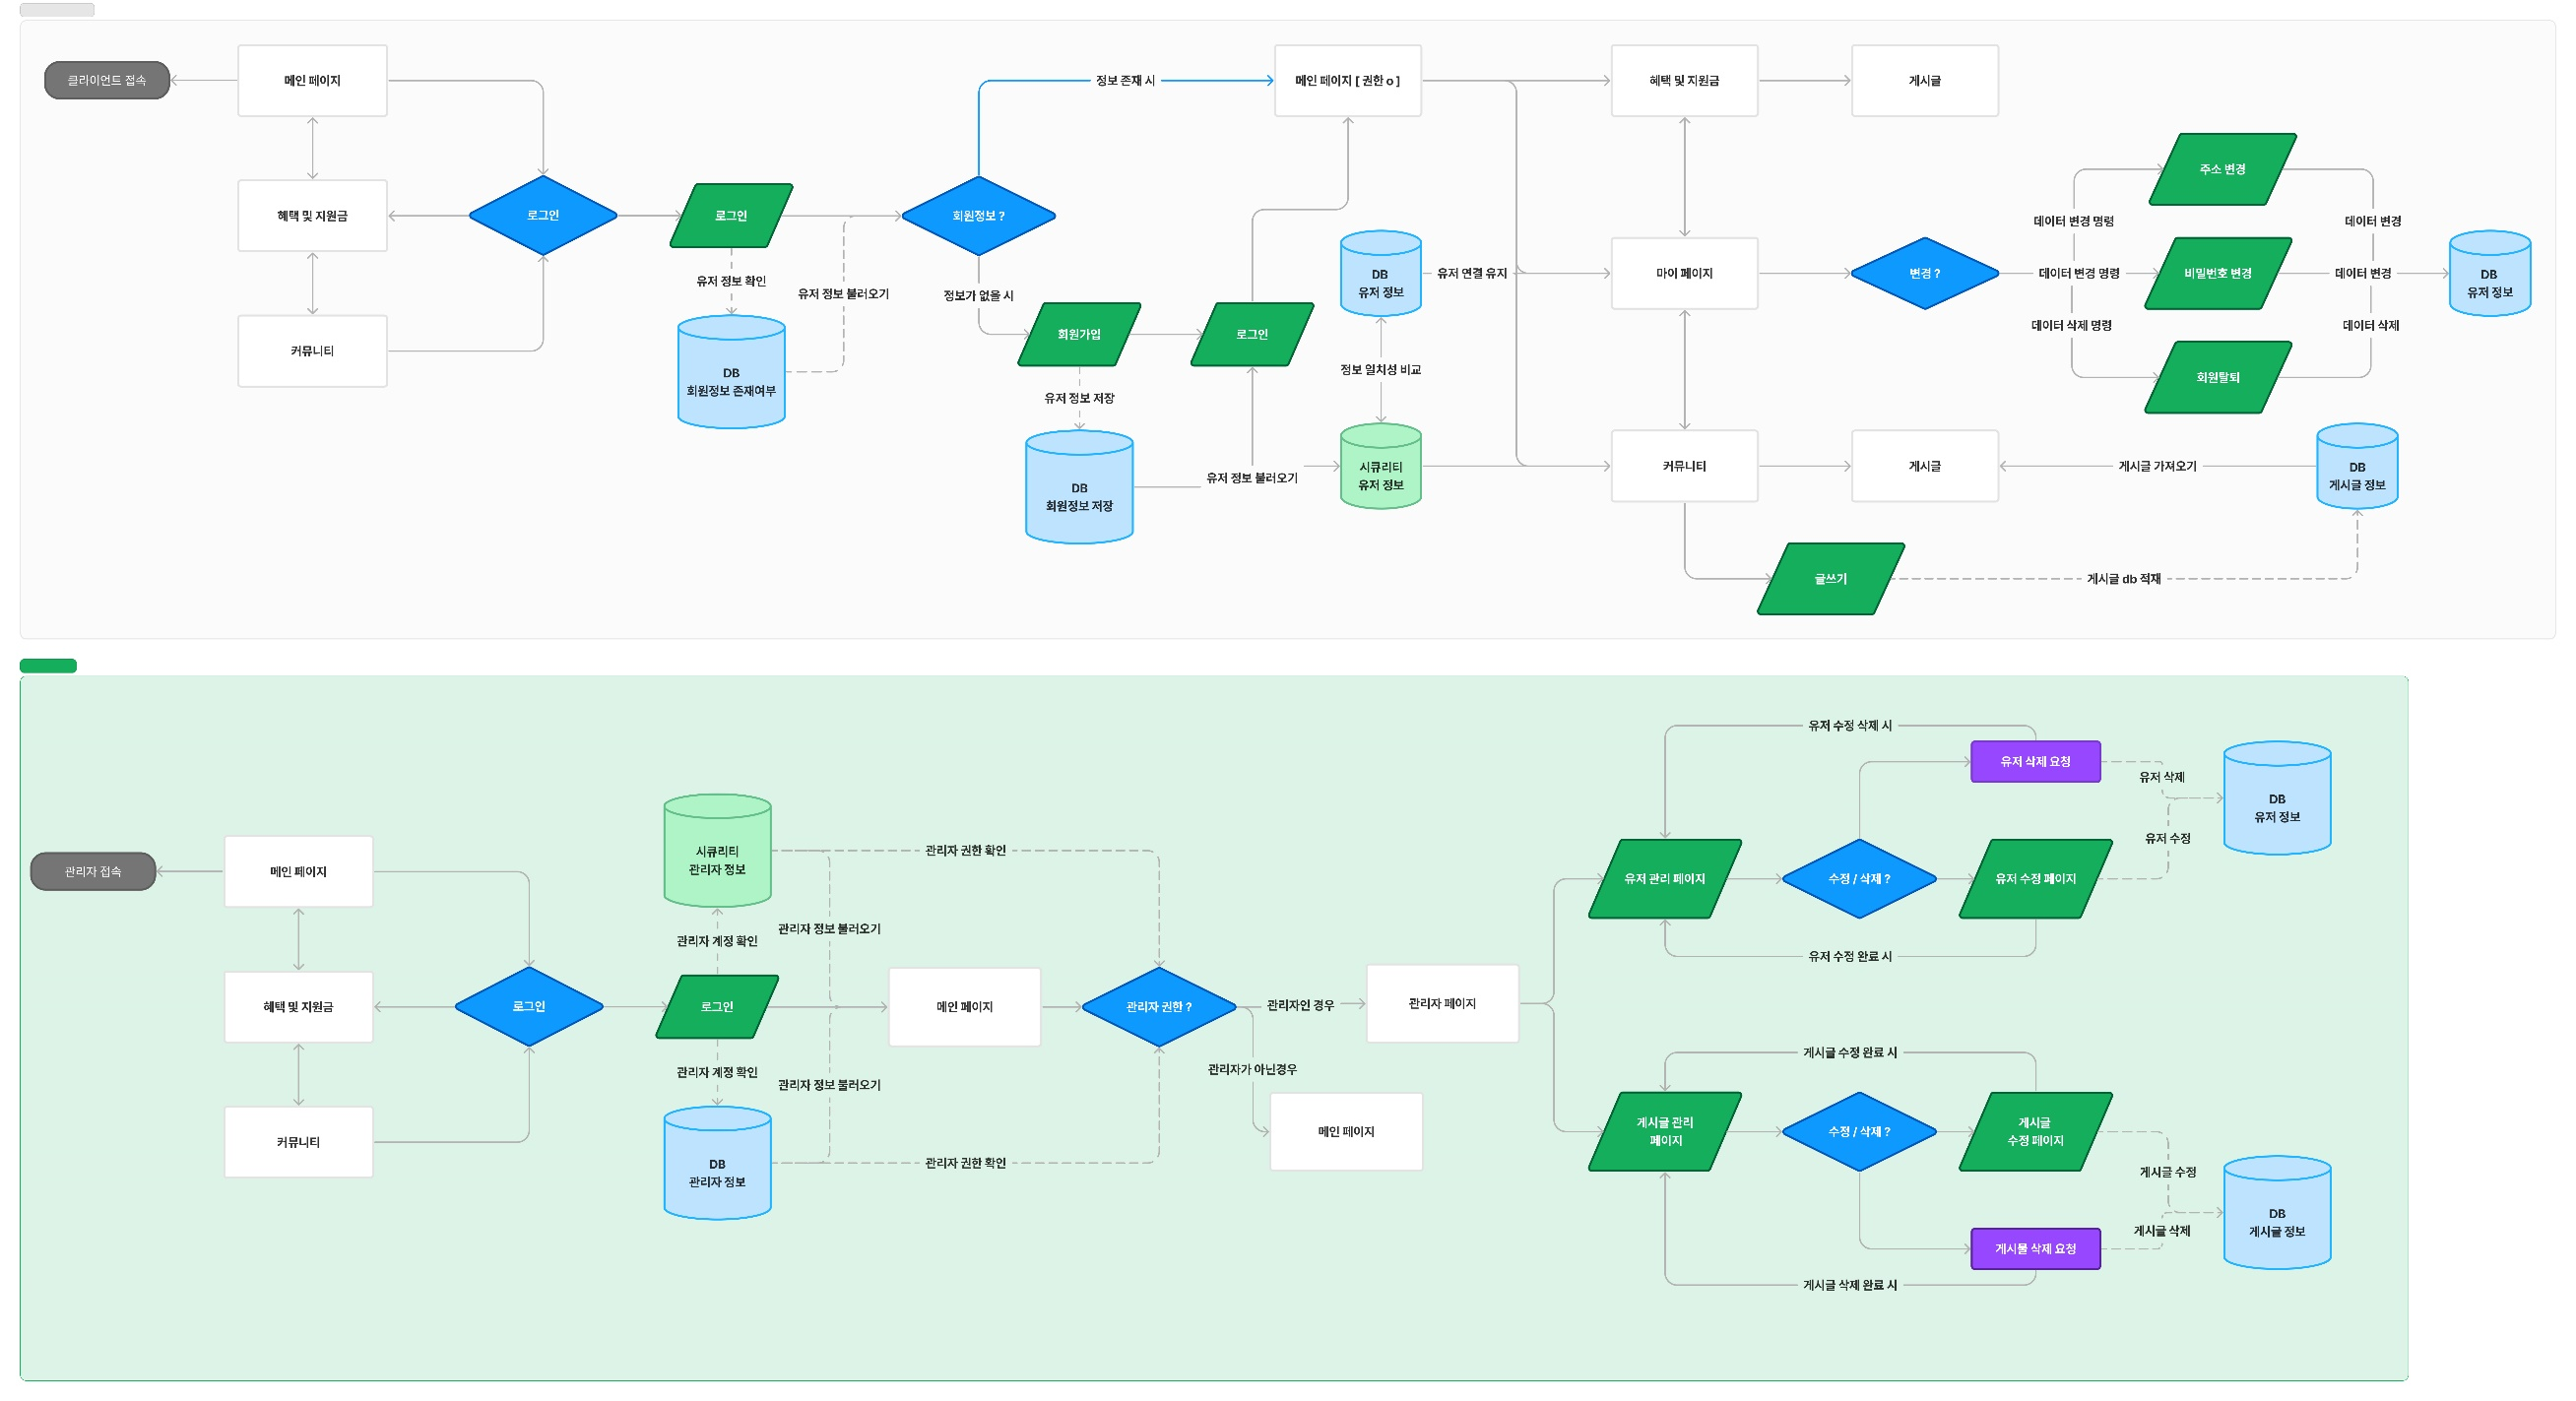 클라이언트 접속
메인 페이지
정보 존재 시
메인 페이지 [ 권한 o ]
혜택 및 지원금
게시글
주소 변경
혜택 및 지원금
로그인
로그인
회원정보 ?
데이터 변경 명령
데이터 변경
유저 정보 확인
유저 정보 불러오기
정보가 없을 시
DB
유저 정보
유저 연결 유지
마이 페이지
변경 ?
데이터 변경 명령
비밀번호 변경
데이터 변경
DB
유저 정보
커뮤니티
DB
회원정보 존재여부
회원가입
로그인
데이터 삭제 명령
데이터 삭제
정보 일치성 비교
회원탈퇴
유저 정보 저장
DB
회원정보 저장
유저 정보 불러오기
시큐리티
유저 정보
커뮤니티
게시글
게시글 가져오기
DB
게시글 정보
글쓰기
게시글 db 적재
유저 수정 삭제 시
유저 삭제 요청
유저 삭제
DB
유저 정보
유저 수정
관리자 접속
메인 페이지
시큐리티
관리자 정보
관리자 권한 확인
유저 관리 페이지
수정 / 삭제 ?
유저 수정 페이지
관리자 계정 확인
관리자 정보 불러오기
유저 수정 완료 시
혜택 및 지원금
로그인
로그인
메인 페이지
관리자 권한 ?
관리자인 경우
관리자 페이지
관리자 계정 확인
관리자 정보 불러오기
관리자가 아닌경우
게시글 수정 완료 시
커뮤니티
DB
관리자 정보
관리자 권한 확인
메인 페이지
게시글 관리
페이지
수정 / 삭제 ?
게시글
수정 페이지
게시글 수정
DB
게시글 정보
게시글 삭제
게시물 삭제 요청
게시글 삭제 완료 시